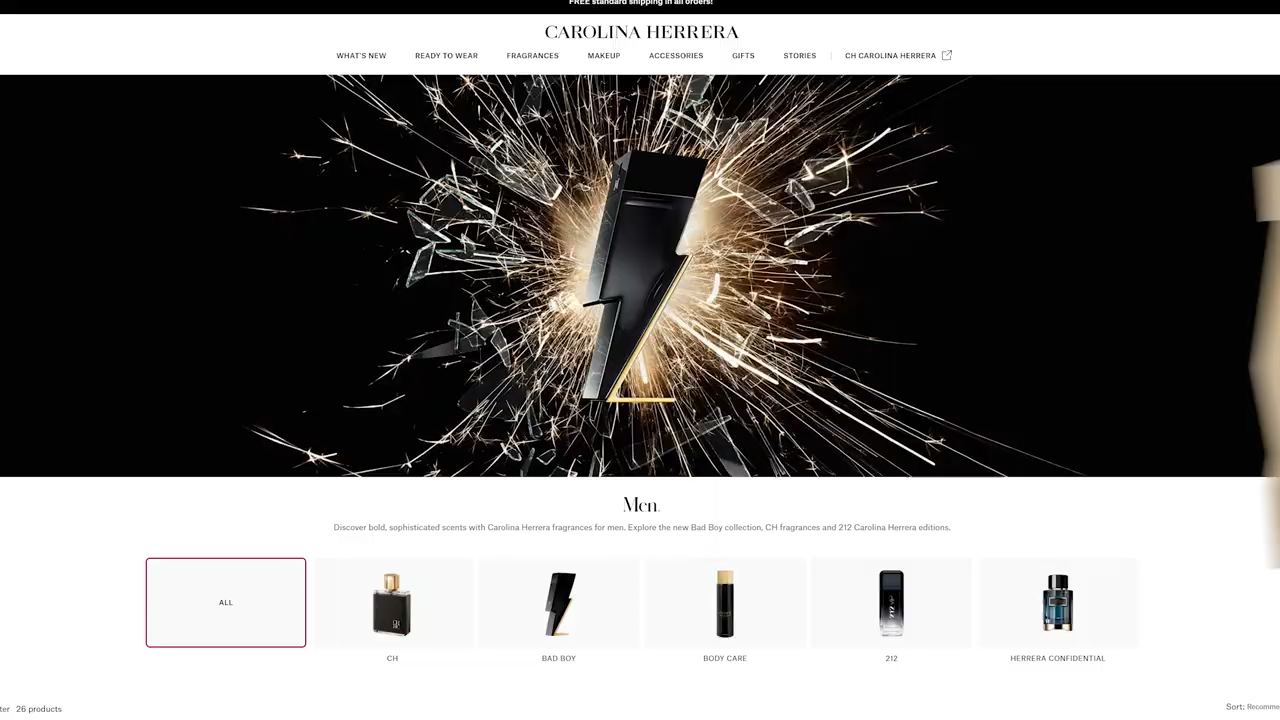 FREE standard shipping in all orders!
CAROLINA HERRERA
WHAT'S NEW READY TO WEAR FRAGRANCES MAKEUP ACCESSORIES GIFTS STORIES CH CAROLINA HERRERA
Men.
Discover bold, sophisticated scents with Carolina Herrera fragrances for men. Explore the new Bad Boy collection, CH fragrances and 212 Carolina Herrera editions.
ALL
212 VIP
CH BAD BOY BODY CARE 212 HERRERA CONFIDENTIAL
26 products
Sort: